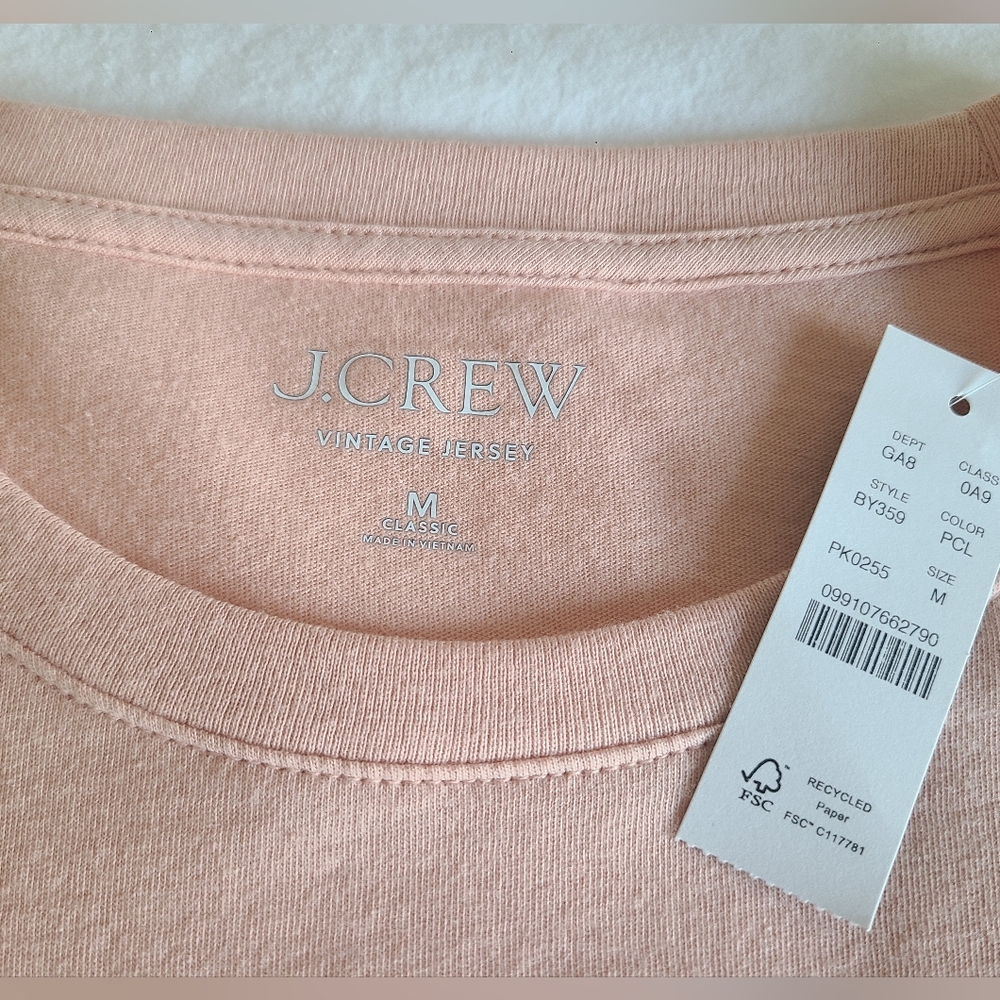 J.CREW
VINTAGE JERSEY
M
CLASSIC
MADE IN VIETNAM
DEPT CLASS
GA8 0A9
STYLE COLOR
BY359 PCL
PK0255 SIZE
M
099107662790
FSC
RECYCLED
Paper
FSC™ C117781